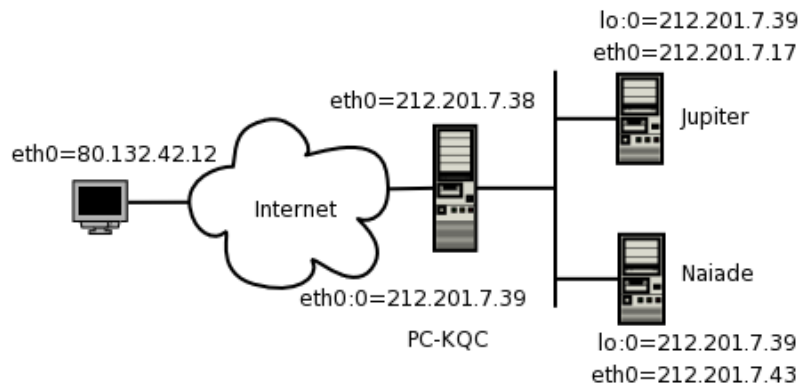 lo:0=212.201.7.39
eth0=212.201.7.17
eth0=212.201.7.38
Jupiter
eth0=80.132.42.12
Internet
Naiade
eth0:0=212.201.7.39
PC-KQC
lo:0=212.201.7.39
eth0=212.201.7.43